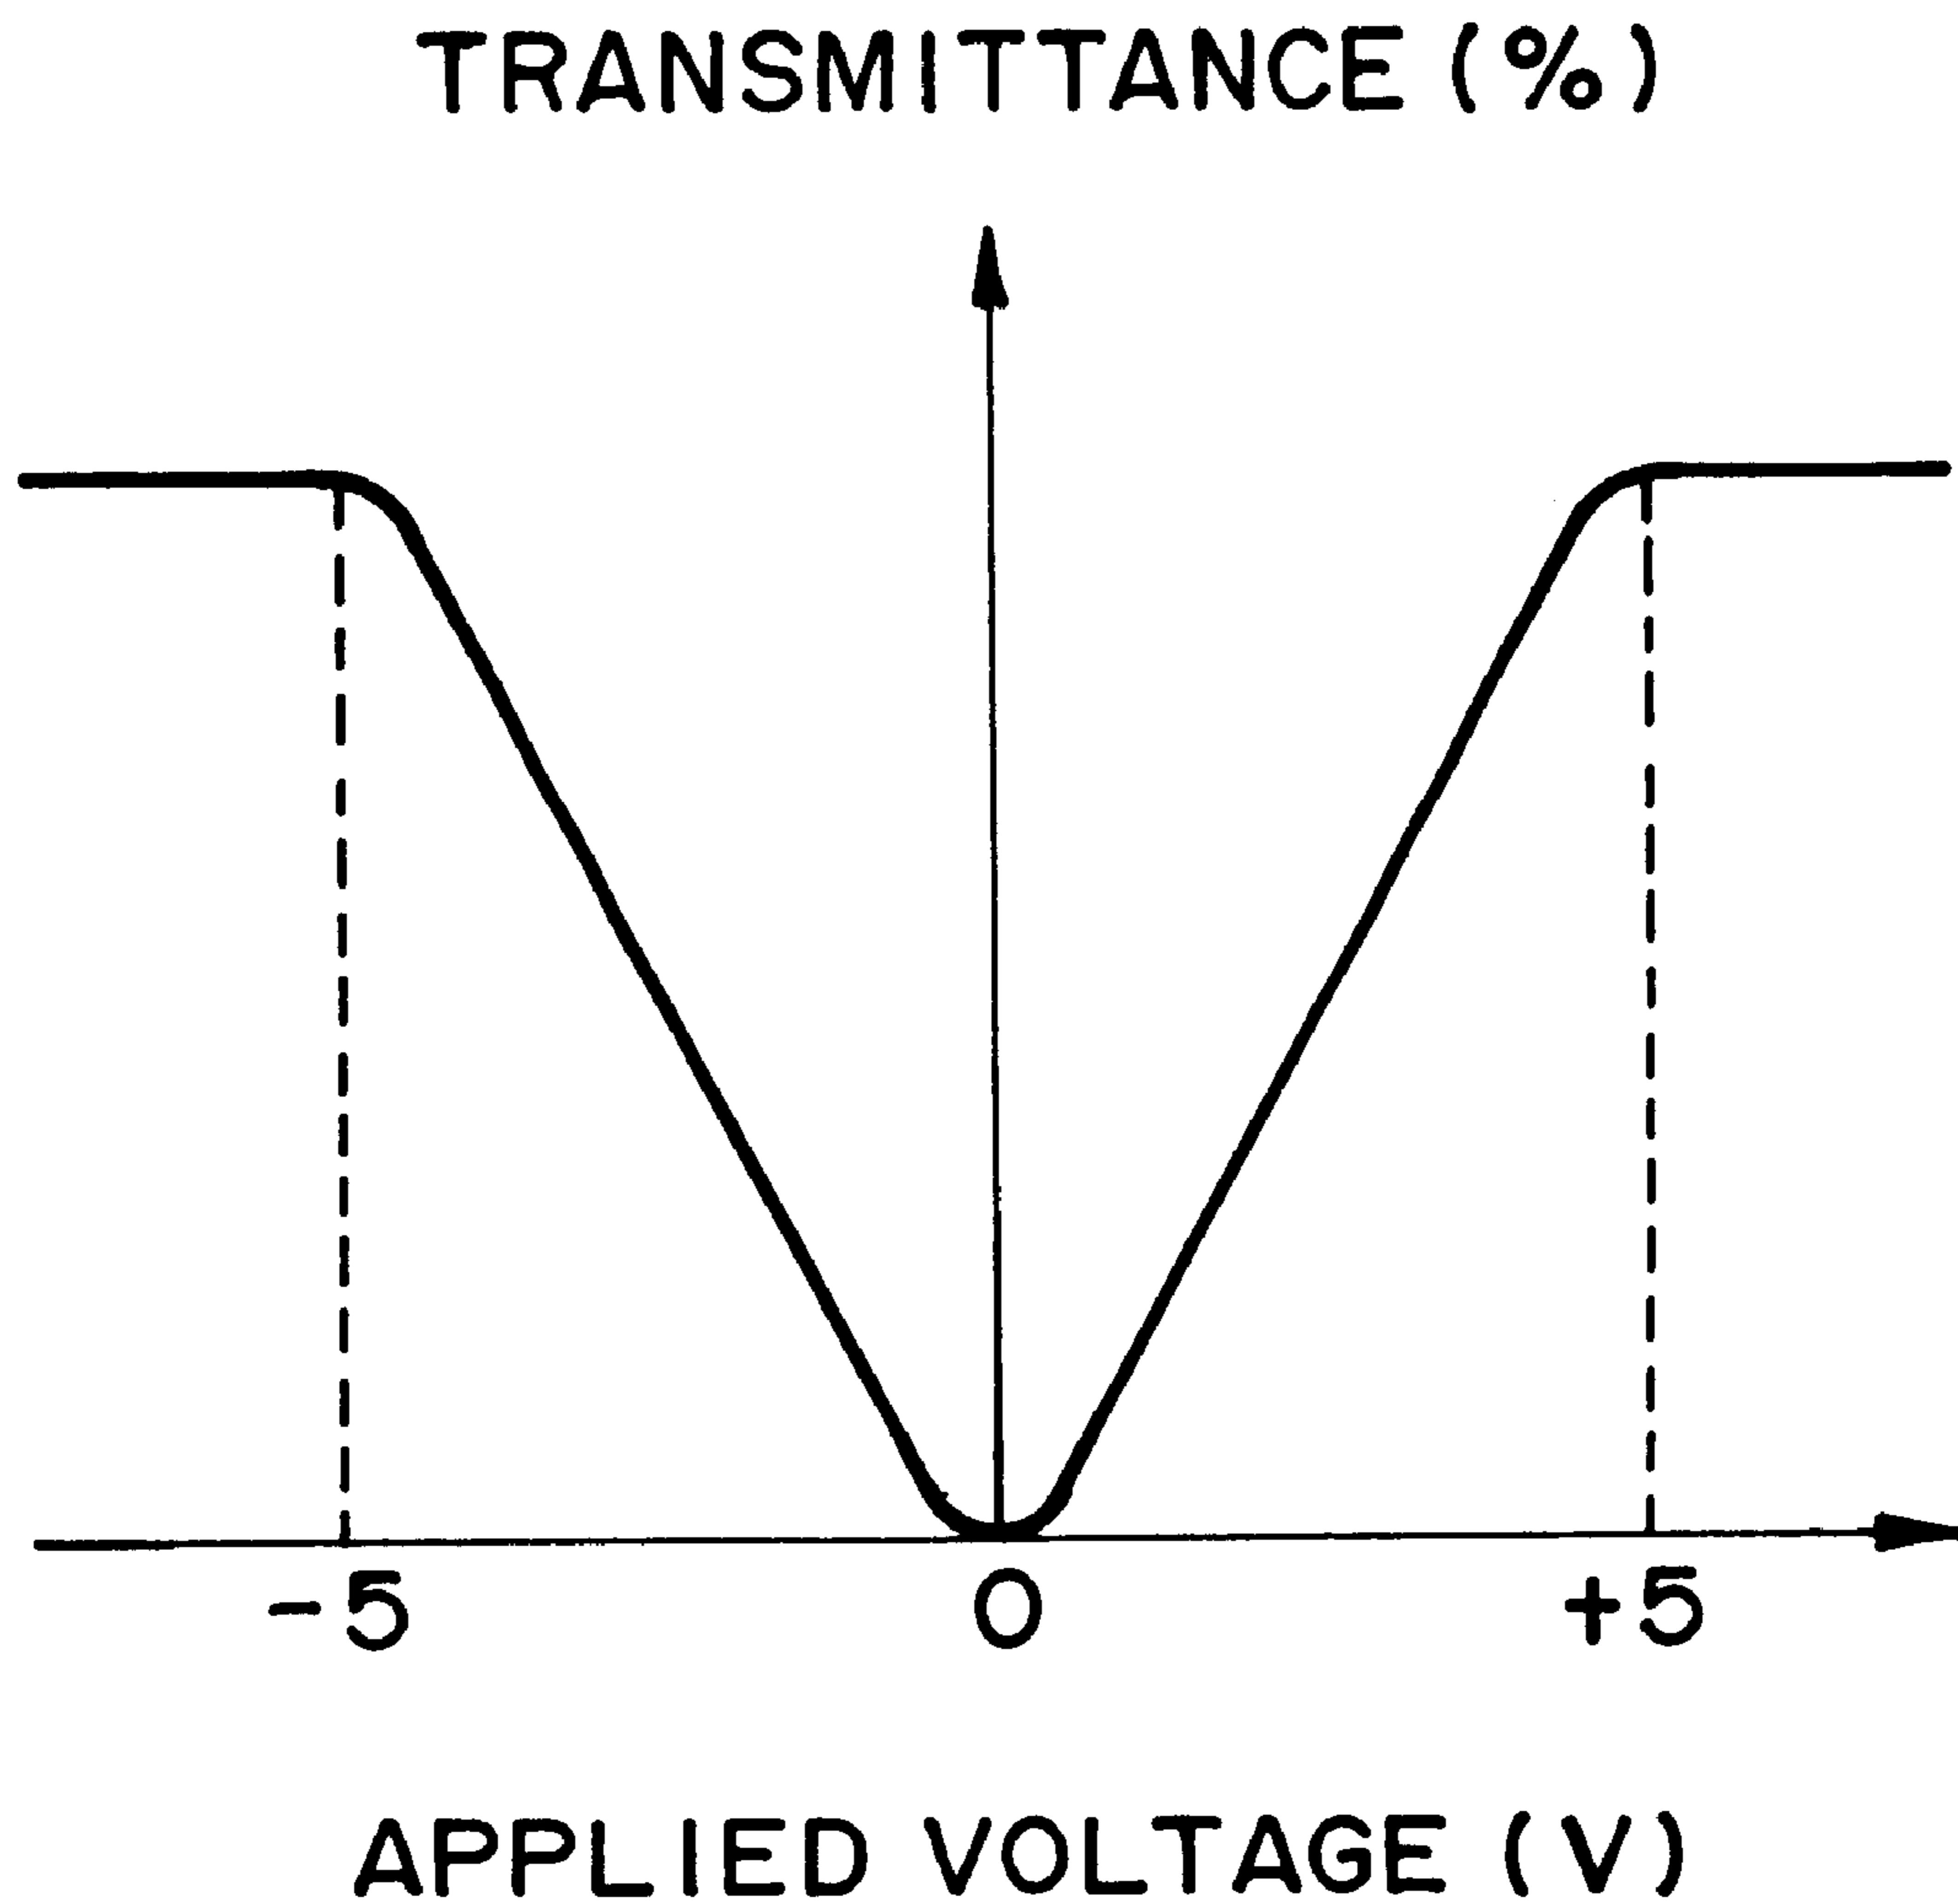 TRANSMITTANCE (%)
-5 0 +5
APPLIED VOLTAGE (V)